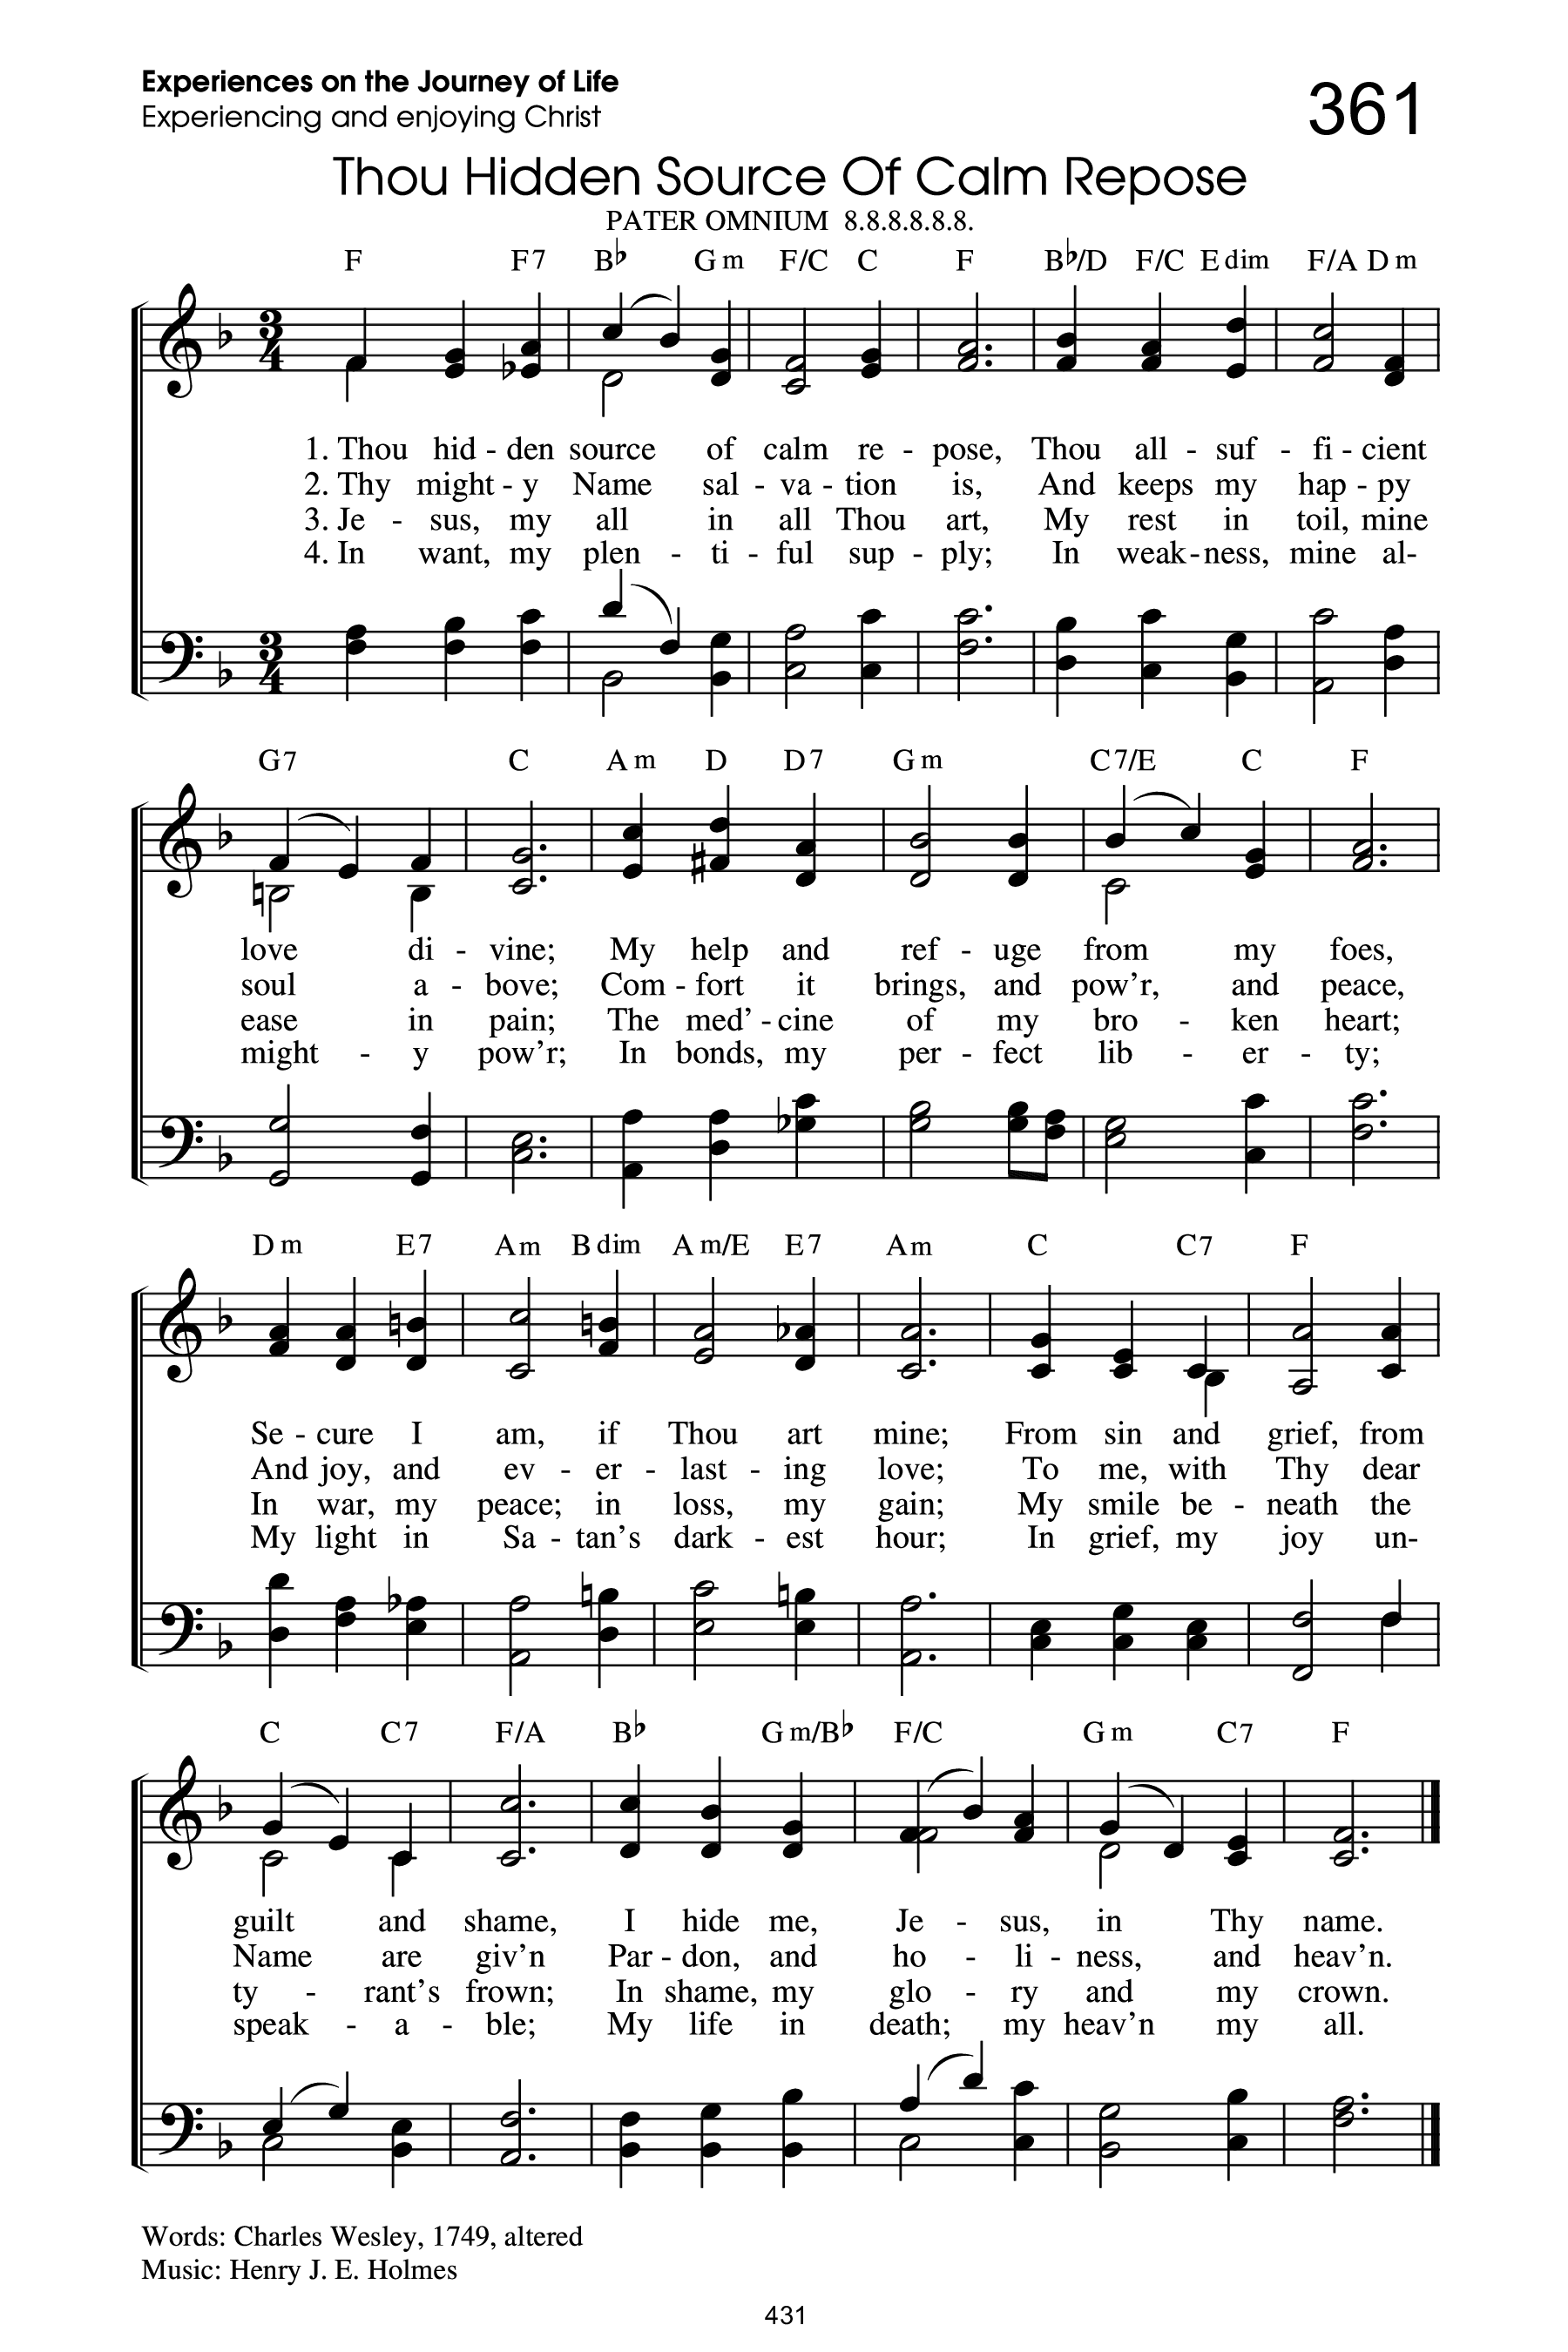 Experiences on the Journey of Life
Experiencing and enjoying Christ
361
Thou Hidden Source Of Calm Repose
PATER OMNIUM 8.8.8.8.8.8.
F F7 B♭ Gm F/C C F B♭/D F/C Edim F/A Dm
3/4
1. Thou hid - den source of calm re - pose, Thou all - suf - fi - cient
2. Thy might - y Name sal - va - tion is, And keeps my hap - py
3. Je - sus, my all in all Thou art, My rest in toil, mine
4. In want, my plen - ti - ful sup - ply; In weak - ness, mine al-
3/4
G7 C Am D D7 Gm C7/E C F
love di - vine; My help and ref - uge from my foes,
soul a - bove; Com - fort it brings, and pow'r, and peace,
ease in pain; The med' - cine of my bro - ken heart;
might - y pow'r; In bonds, my per - fect lib - er - ty;
Dm E7 Am Bdim Am/E E7 Am C C7 F
Se - cure I am, if Thou art mine; From sin and grief, from
And joy, and ev - er - last - ing love; To me, with Thy dear
In war, my peace; in loss, my gain; My smile be - neath the
My light in Sa - tan's dark - est hour; In grief, my joy un-
C C7 F/A B♭ Gm/B♭ F/C Gm C7 F
guilt and shame, I hide me, Je - sus, in Thy name.
Name are giv'n Par - don, and ho - li - ness, and heav'n.
ty - rant's frown; In shame, my glo - ry and my crown.
speak - a - ble; My life in death; my heav'n my all.
Words: Charles Wesley, 1749, altered
Music: Henry J. E. Holmes
431